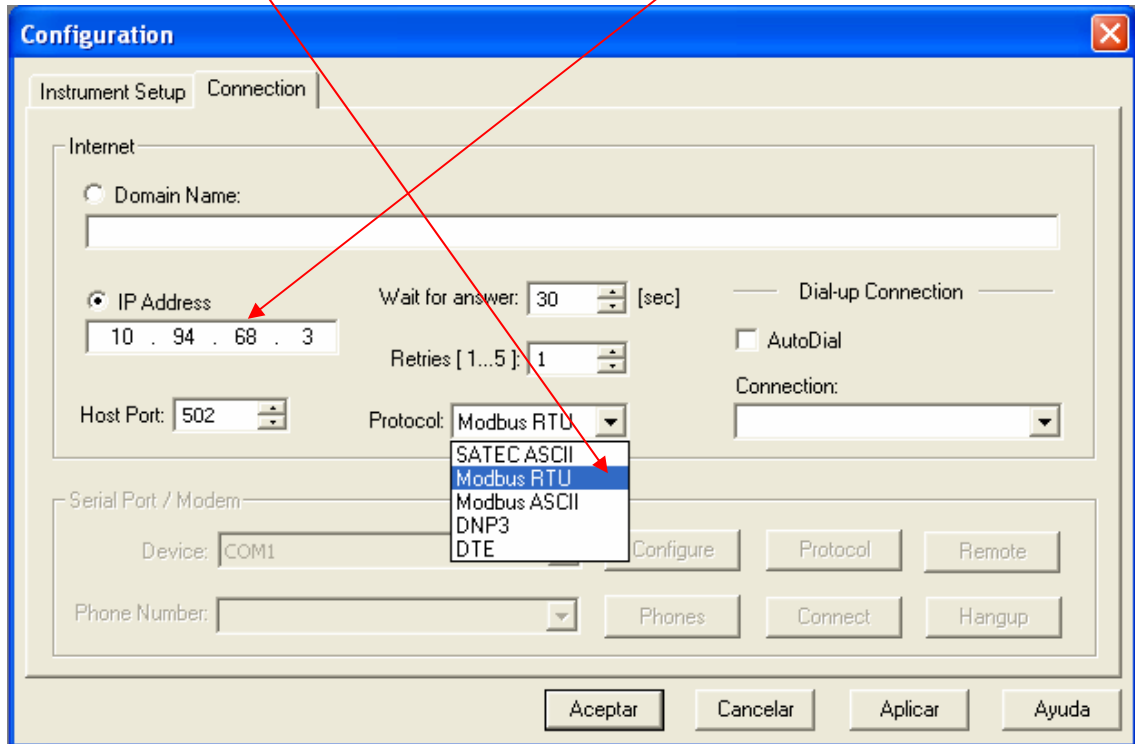 Configuration
Instrument Setup Connection
Internet
Domain Name:
IP Address
Wait for answer: 30 [sec]
Dial-up Connection
10 . 94 . 68 . 3
AutoDial
Retries [ 1...5 ]: 1
Connection:
Host Port: 502
Protocol: Modbus RTU
SATEC ASCII
Modbus RTU
Modbus ASCII
DNP3
DTE
Serial Port / Modem
Device: COM1
Configure Protocol Remote
Phone Number:
Phones Connect Hangup
Aceptar Cancelar Aplicar Ayuda